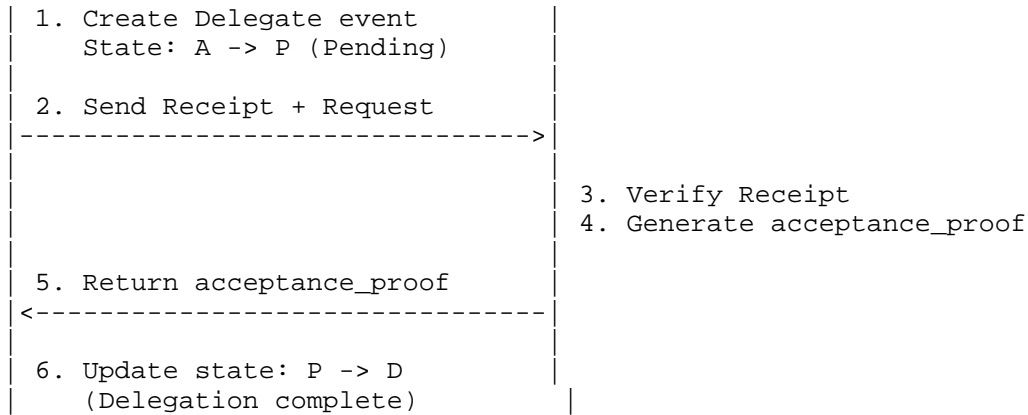 1. Create Delegate event
State: A -> P (Pending)
2. Send Receipt + Request
--------------------------------->
3. Verify Receipt
4. Generate acceptance_proof
5. Return acceptance_proof
<---------------------------------
6. Update state: P -> D
(Delegation complete)